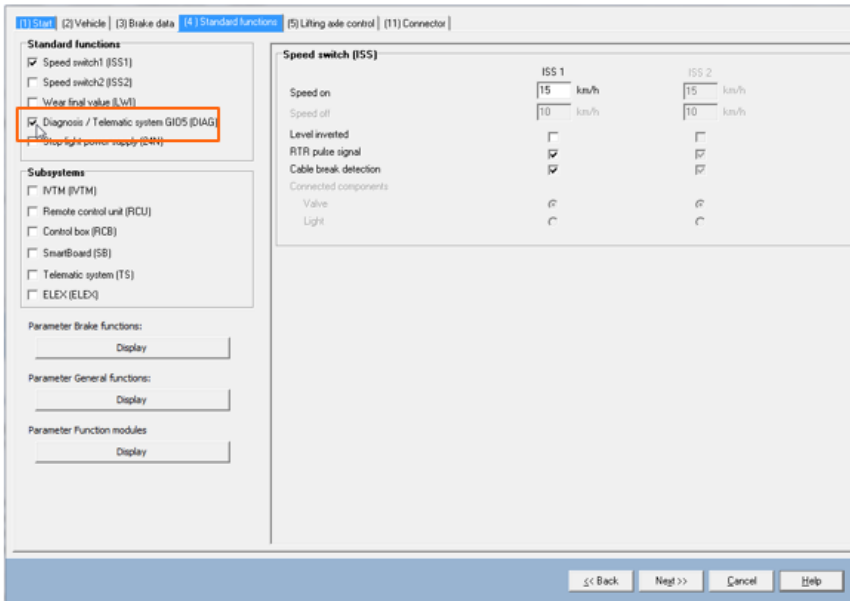 (1) Start (2) Vehicle (3) Brake data (4) Standard functions (5) Lifting axle control (11) Connector
Standard functions
Speed switch1 (ISS1)
Speed switch2 (ISS2)
Wear final value (LWI)
Diagnosis / Telematic system GIO5 (DIAG)
Stop light power supply (24N)
Subsystems
IVTM (IVTM)
Remote control unit (RCU)
Control box (RCB)
SmartBoard (SB)
Telematic system (TS)
ELEX (ELEX)
Parameter Brake functions:
Display
Parameter General functions:
Display
Parameter Function modules
Display
Speed switch (ISS)
ISS 1 ISS 2
Speed on 15 km/h 15 km/h
Speed off 10 km/h 10 km/h
Level inverted
RTR pulse signal
Cable break detection
Connected components
Valve
Light
<< Back Next >> Cancel Help